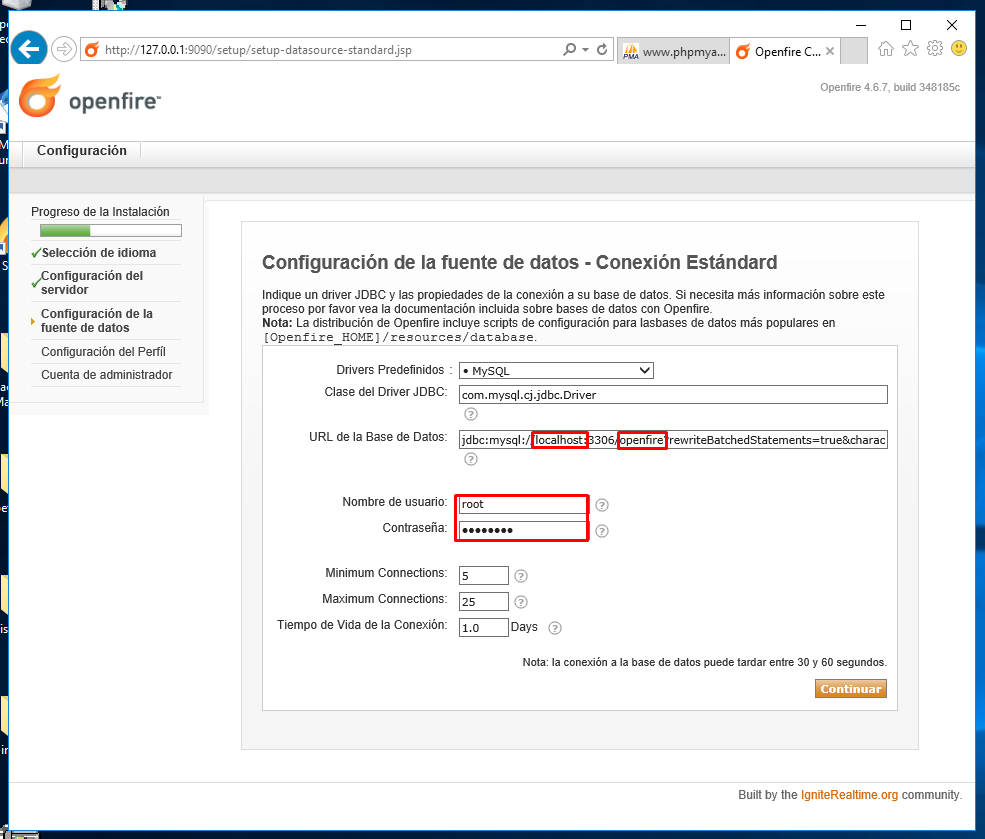 http://127.0.0.1:9090/setup/setup-datasource-standard.jsp
www.phpmya...
Openfire C...
openfire™
Openfire 4.6.7, build 348185c
Configuración
Progreso de la Instalación
Selección de idioma
Configuración del
servidor
Configuración de la
fuente de datos
Configuración del Perfíl
Cuenta de administrador
Configuración de la fuente de datos - Conexión Estándard
Indique un driver JDBC y las propiedades de la conexión a su base de datos. Si necesita más información sobre este
proceso por favor vea la documentación incluida sobre bases de datos con Openfire.
Nota: La distribución de Openfire incluye scripts de configuración para lasbases de datos más populares en
[Openfire_HOME]/resources/database.
Drivers Predefinidos : • MySQL
Clase del Driver JDBC: com.mysql.cj.jdbc.Driver
URL de la Base de Datos: jdbc:mysql://localhost:3306/openfire?rewriteBatchedStatements=true&charac
Nombre de usuario: root
Contraseña: ••••••••
Minimum Connections: 5
Maximum Connections: 25
Tiempo de Vida de la Conexión: 1.0 Days
Nota: la conexión a la base de datos puede tardar entre 30 y 60 segundos.
Continuar
Built by the IgniteRealtime.org community.